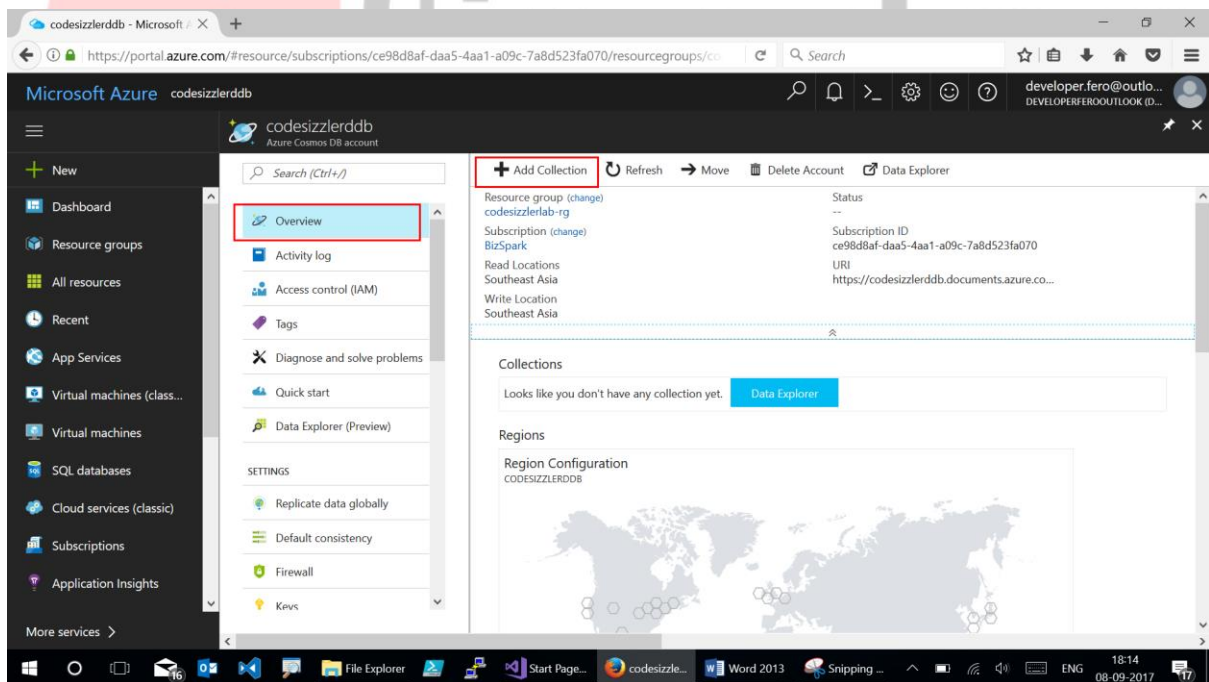 codesizzlerddb - Microsoft A
https://portal.azure.com/#resource/subscriptions/ce98d8af-daa5-4aa1-a09c-7a8d523fa070/resourcegroups/co
Search
Microsoft Azure codesizzlerddb
developer.fero@outlo...
DEVELOPERFEROOUTLOOK (D...
codesizzlerddb
Azure Cosmos DB account
New
Dashboard
Resource groups
All resources
Recent
App Services
Virtual machines (class...
Virtual machines
SQL databases
Cloud services (classic)
Subscriptions
Application Insights
More services >
Search (Ctrl+/)
Overview
Activity log
Access control (IAM)
Tags
Diagnose and solve problems
Quick start
Data Explorer (Preview)
SETTINGS
Replicate data globally
Default consistency
Firewall
Keys
Add Collection Refresh Move Delete Account Data Explorer
Resource group (change)
codesizzlerlab-rg
Subscription (change)
BizSpark
Read Locations
Southeast Asia
Write Location
Southeast Asia
Status
--
Subscription ID
ce98d8af-daa5-4aa1-a09c-7a8d523fa070
URI
https://codesizzlerddb.documents.azure.co...
Collections
Looks like you don't have any collection yet. Data Explorer
Regions
Region Configuration
CODESIZZLERDDB
16 File Explorer Start Page... codesizzle... Word 2013 Snipping ... ENG 18:14
08-09-2017 17